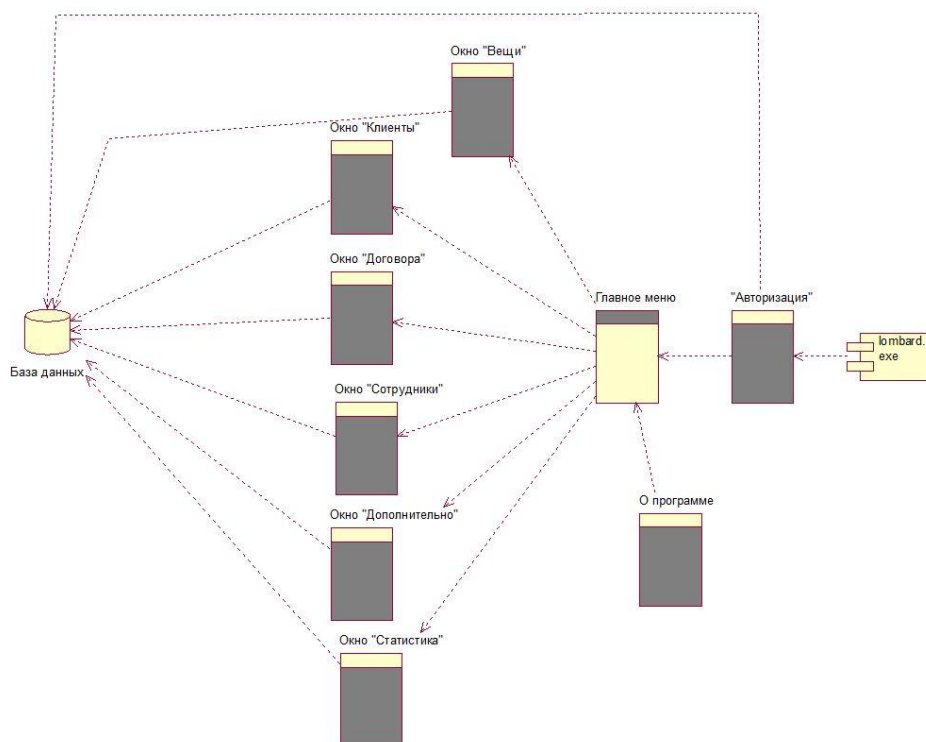 Окно "Вещи"
Окно "Клиенты"
Окно "Договора"
Главное меню
"Авторизация"
lombard.
exe
База данных
Окно "Сотрудники"
О программе
Окно "Дополнительно"
Окно "Статистика"